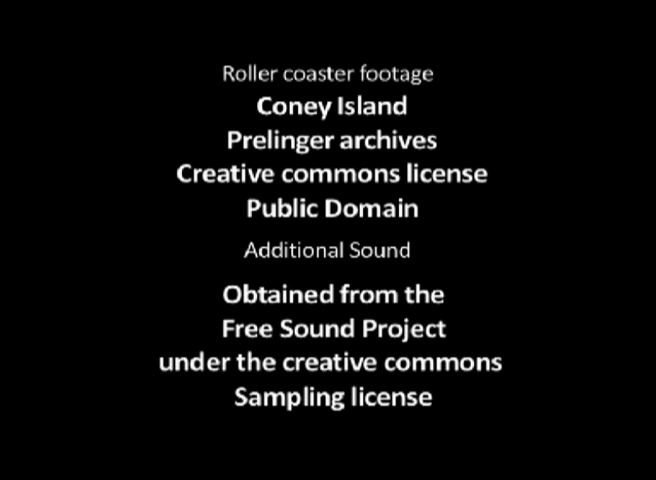 Roller coaster footage
Coney Island
Prelinger archives
Creative commons license
Public Domain
Additional Sound
Obtained from the
Free Sound Project
under the creative commons
Sampling license